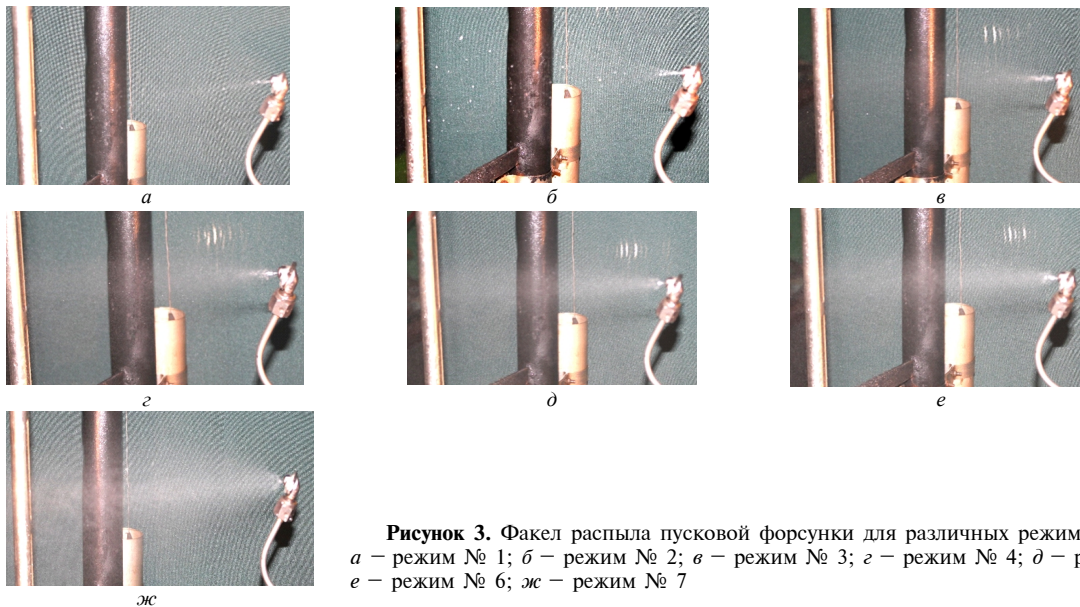 а
б
в
г
д
е
ж
Рисунок 3. Факел распыла пусковой форсунки для различных режим
а − режим № 1; б − режим № 2; в − режим № 3; г − режим № 4; д − р
е − режим № 6; ж − режим № 7